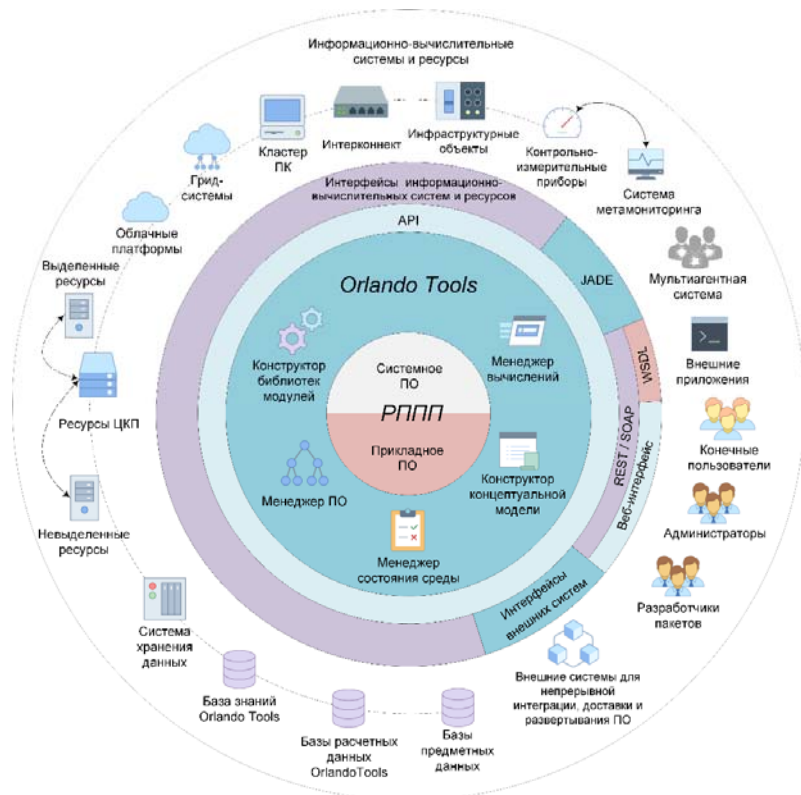 Информационно-вычислительные
системы и ресурсы
Кластер
ПК
Интерконнект
Инфраструктурные
объекты
Контрольно-
измерительные
приборы
Система
метамониторинга
Грид-
системы
Облачные
платформы
Выделенные
ресурсы
Ресурсы ЦКП
Невыделенные
ресурсы
Интерфейсы информационно-
вычислительных систем и ресурсов
API
JADE
WSDL
REST / SOAP
Веб-интерфейс
Интерфейсы
внешних систем
Orlando Tools
Конструктор
библиотек
модулей
Менеджер
вычислений
Системное
ПО
РППП
Прикладное
ПО
Менеджер ПО
Конструктор
концептуальной
модели
Менеджер
состояния среды
Мультиагентная
система
Внешние
приложения
Конечные
пользователи
Администраторы
Разработчики
пакетов
Внешние системы для
непрерывной
интеграции, доставки и
развертывания ПО
Система
хранения
данных
База знаний
Orlando Tools
Базы расчетных
данных
OrlandoTools
Базы
предметных
данных